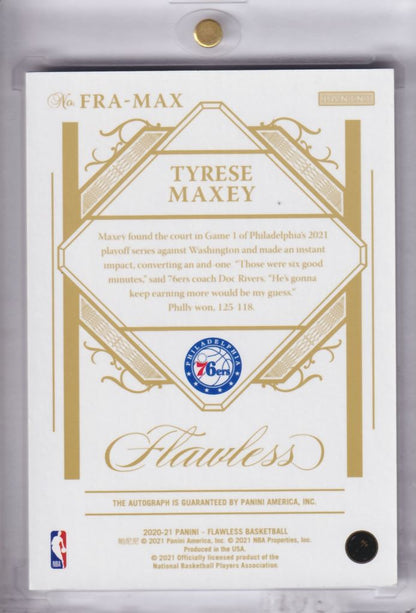 No. FRA-MAX
PANINI
TYRESE
MAXEY
Maxey found the court in Game 1 of Philadelphia's 2021
playoff series against Washington and made an instant
impact, converting an and-one. "Those were six good
minutes," said 76ers coach Doc Rivers. "He's gonna
keep earning more would be my guess."
Philly won, 125-118.
PHILADELPHIA
76ers
Flawless
THE AUTOGRAPH IS GUARANTEED BY PANINI AMERICA, INC.
2020-21 PANINI - FLAWLESS BASKETBALL
© 2021 Panini America, Inc. © 2021 NBA Properties, Inc.
Produced in the USA.
© 2021 Officially licensed product of the
National Basketball Players Association.
NBA